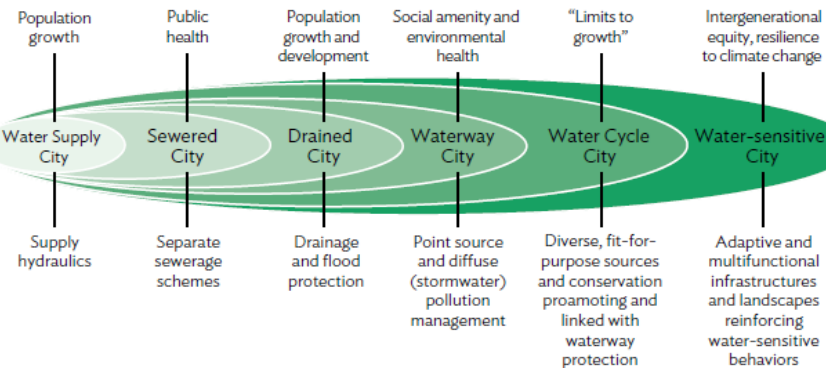 Population
growth
Public
health
Population
growth and
development
Social amenity and
environmental
health
“Limits to
growth”
Intergenerational
equity, resilience
to climate change
Water Supply
City
Sewered
City
Drained
City
Waterway
City
Water Cycle
City
Water-sensitive
City
Supply
hydraulics
Separate
sewerage
schemes
Drainage
and flood
protection
Point source
and diffuse
(stormwater)
pollution
management
Diverse, fit-for-
purpose sources
and conservation
proamoting and
linked with
waterway
protection
Adaptive and
multifunctional
infrastructures
and landscapes
reinforcing
water-sensitive
behaviors